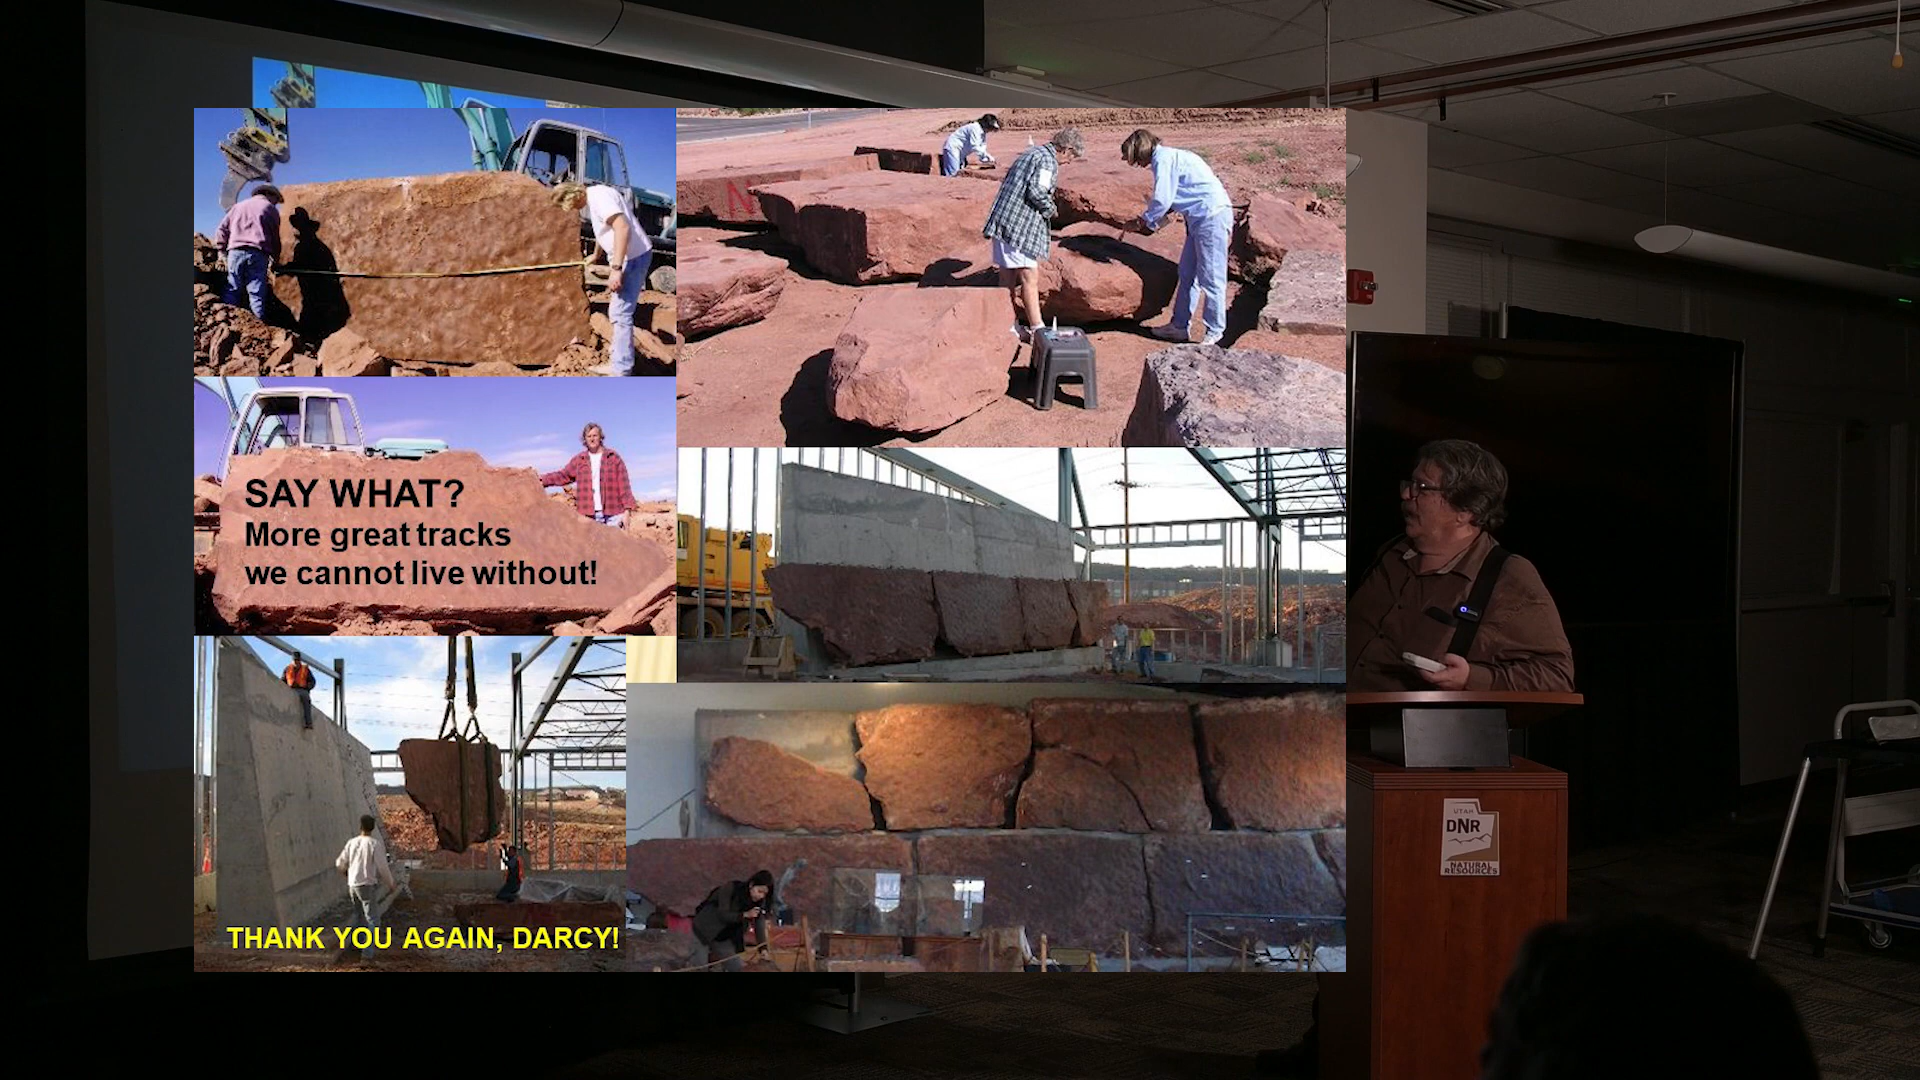 SAY WHAT?
More great tracks
we cannot live without!
THANK YOU AGAIN, DARCY!
N
UTAH
DNR
NATURAL
RESOURCES